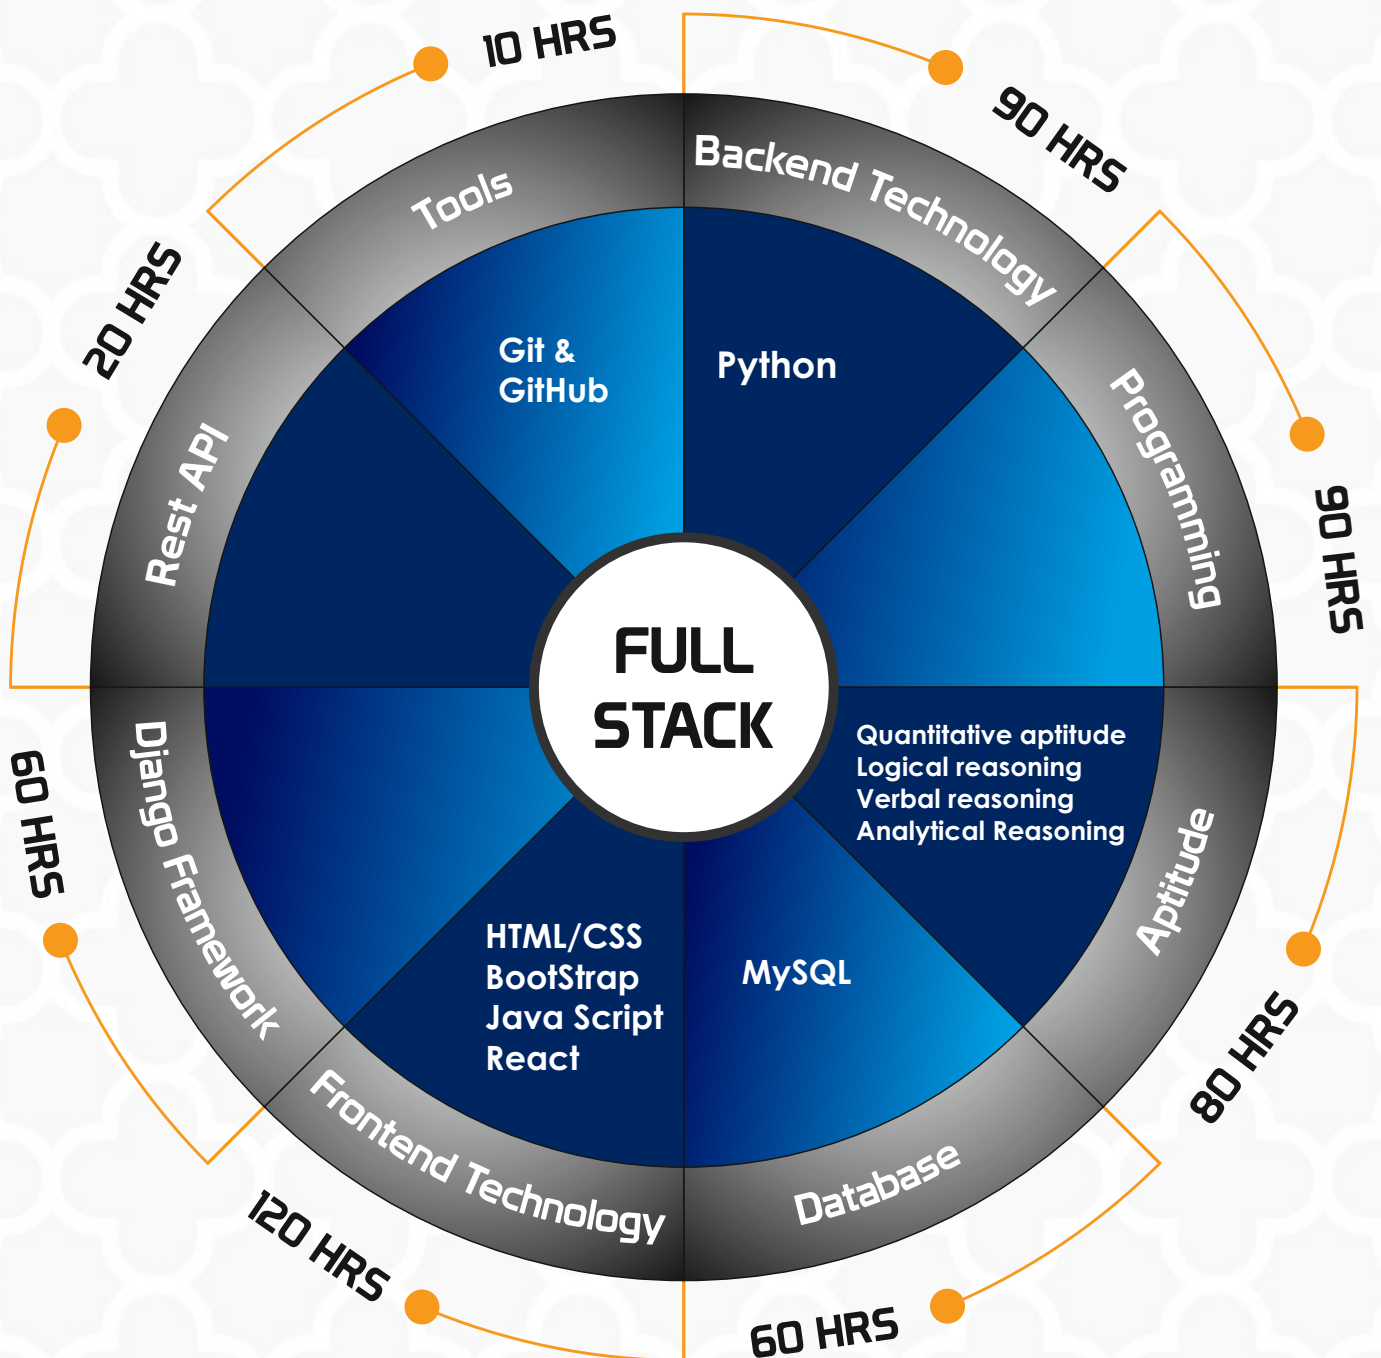 10 HRS
90 HRS
Tools
Backend Technology
20 HRS
Git &
GitHub
Python
Programming
Rest API
90 HRS
FULL
STACK
Quantitative aptitude
Logical reasoning
Verbal reasoning
Analytical Reasoning
Django Framework
60 HRS
Aptitude
HTML/CSS
BootStrap
Java Script
React
MySQL
80 HRS
Frontend Technology
Database
120 HRS
60 HRS